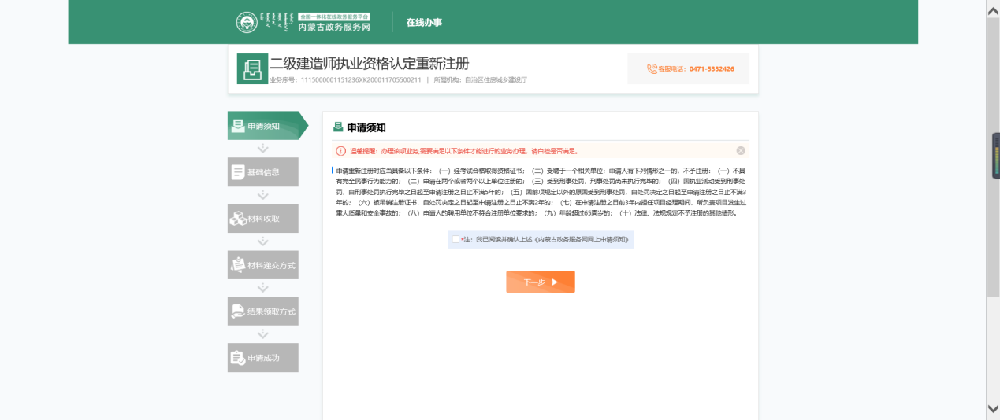 全国一体化在线政务服务平台
内蒙古政务服务网
在线办事
二级建造师执业资格认定重新注册
业务序号：1115000001151236XK200011705500211 | 所属机构：自治区住房城乡建设厅
客服电话：0471-5332426
申请须知
基础信息
材料收取
材料递交方式
结果领取方式
申请成功
申请须知
温馨提醒：办理该项业务,需要满足以下条件才能进行的业务办理，请自检是否满足。
申请重新注册时应当具备以下条件：（一）经考试合格取得资格证书；（二）受聘于一个相关单位；申请人有下列情形之一的，不予注册：（一）不具
有完全民事行为能力的；（二）申请在两个或者两个以上单位注册的；（三）受到刑事处罚，刑事处罚尚未执行完毕的；（四）因执业活动受到刑事处
罚，自刑事处罚执行完毕之日起至申请注册之日止不满5年的；（五）因前项规定以外的原因受到刑事处罚，自处罚决定之日起至申请注册之日止不满3
年的；（六）被吊销注册证书，自处罚决定之日起至申请注册之日止不满2年的；（七）在申请注册之日前3年内担任项目经理期间，所负责项目发生过
重大质量和安全事故的；（八）申请人的聘用单位不符合注册单位要求的；（九）年龄超过65周岁的；（十）法律、法规规定不予注册的其他情形。
*注：我已阅读并确认上述《内蒙古政务服务网网上申请须知》
下一步